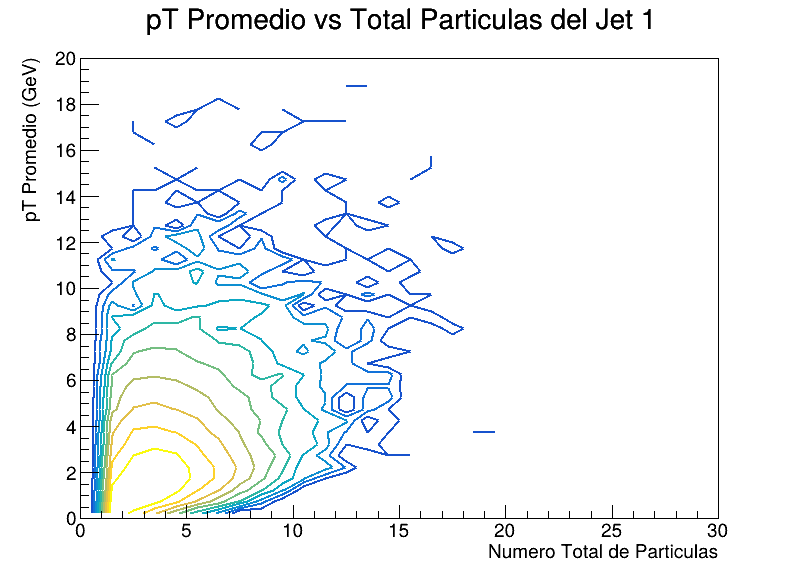 pT Promedio vs Total Particulas del Jet 1
pT Promedio (GeV)
20
18
16
14
12
10
8
6
4
2
0
0 5 10 15 20 25 30
Numero Total de Particulas